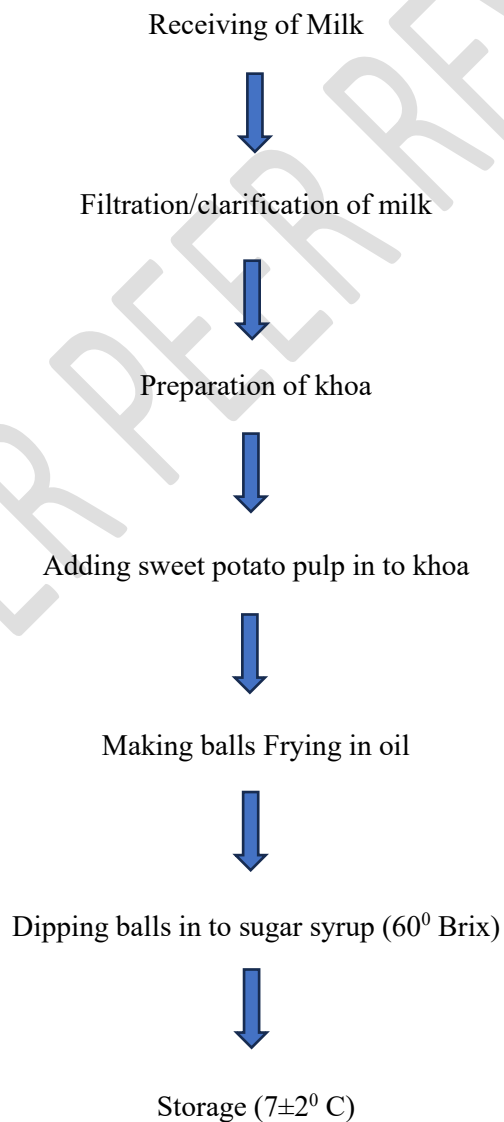 Receiving of Milk
Filtration/clarification of milk
Preparation of khoa
Adding sweet potato pulp in to khoa
Making balls Frying in oil
Dipping balls in to sugar syrup (60⁰ Brix)
Storage (7±2⁰ C)
PEER